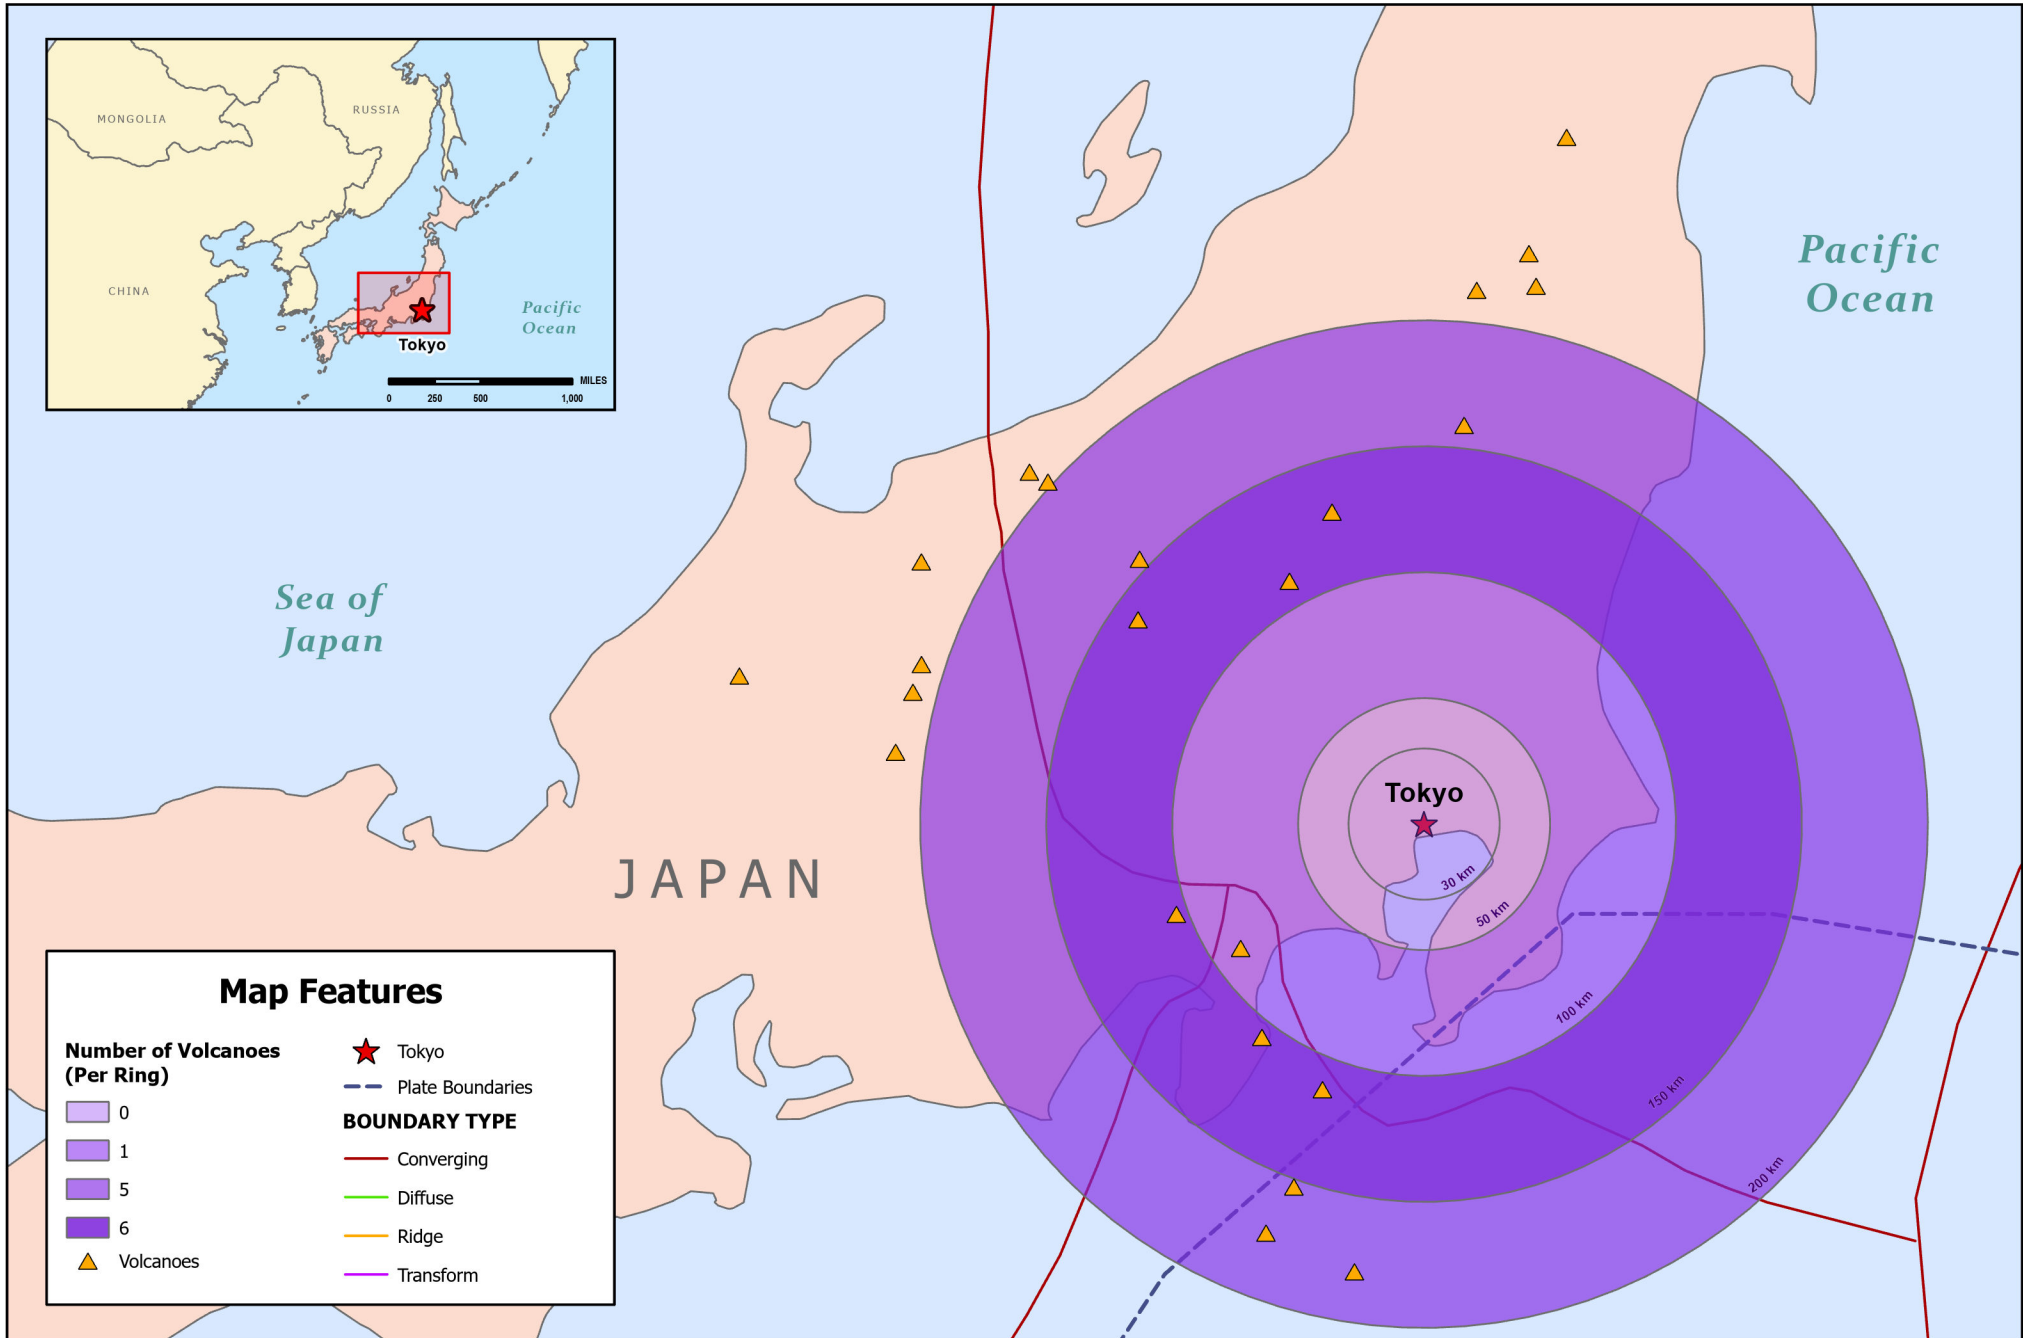 MONGOLIA
RUSSIA
CHINA
Pacific
Ocean
Tokyo
MILES
0 250 500 1,000
Pacific
Ocean
Sea of
Japan
JAPAN
Tokyo
30 km
50 km
100 km
150 km
200 km
Map Features
Number of Volcanoes
(Per Ring)
0
1
5
6
Volcanoes
Tokyo
Plate Boundaries
BOUNDARY TYPE
Converging
Diffuse
Ridge
Transform